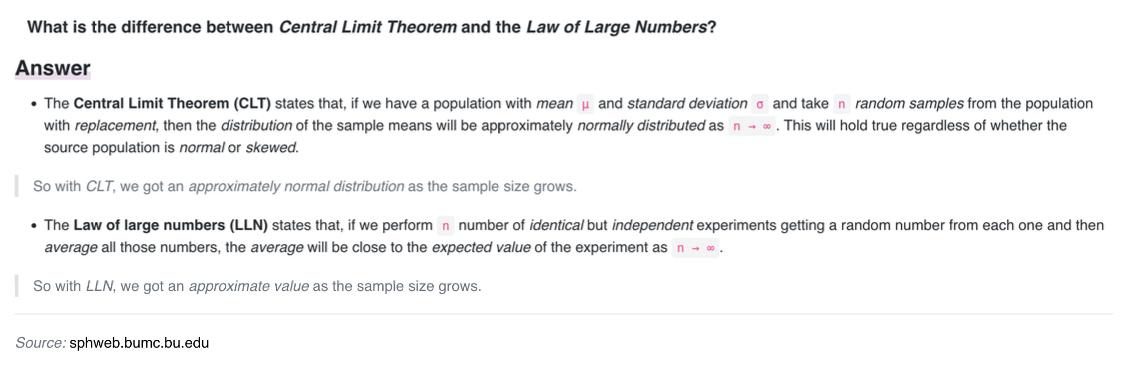 What is the difference between Central Limit Theorem and the Law of Large Numbers?
Answer
• The Central Limit Theorem (CLT) states that, if we have a population with mean μ and standard deviation σ and take n random samples from the population
with replacement, then the distribution of the sample means will be approximately normally distributed as n → ∞. This will hold true regardless of whether the
source population is normal or skewed.
So with CLT, we got an approximately normal distribution as the sample size grows.
• The Law of large numbers (LLN) states that, if we perform n number of identical but independent experiments getting a random number from each one and then
average all those numbers, the average will be close to the expected value of the experiment as n → ∞.
So with LLN, we got an approximate value as the sample size grows.
Source: sphweb.bumc.bu.edu